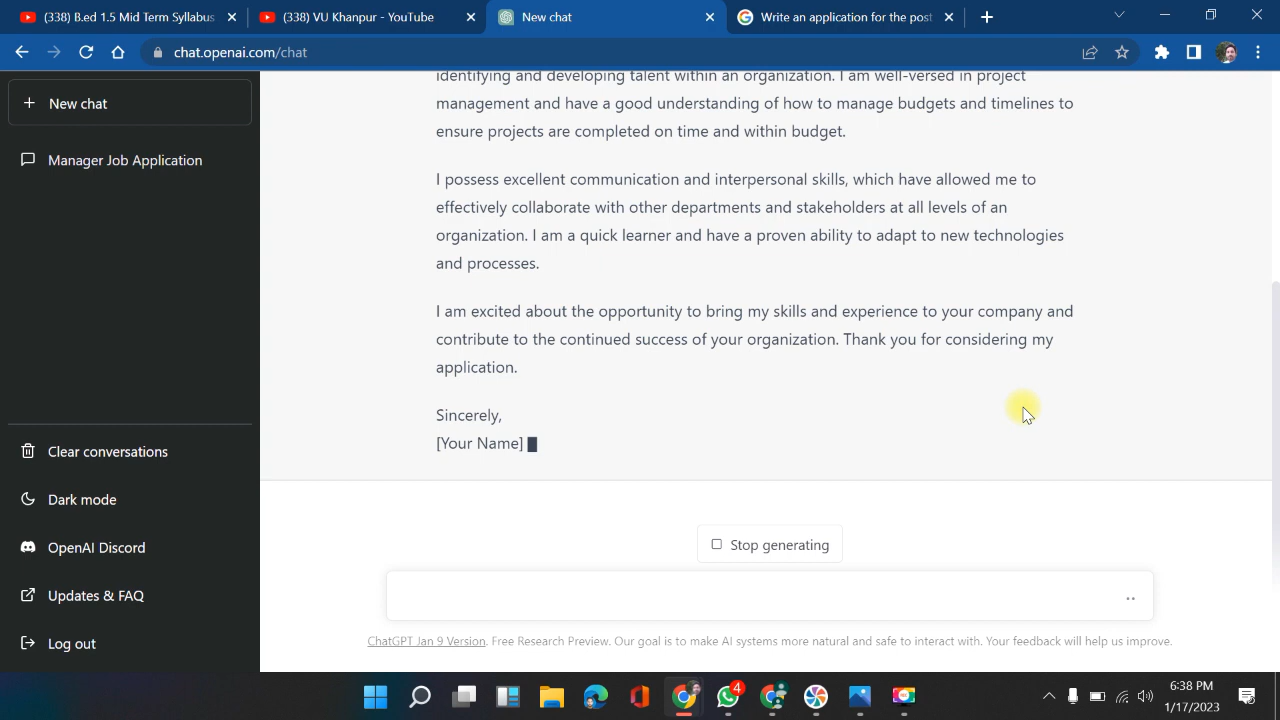 (338) B.ed 1.5 Mid Term Syllabus
(338) VU Khanpur - YouTube
New chat
Write an application for the post
chat.openai.com/chat
New chat
Manager Job Application
Clear conversations
Dark mode
OpenAI Discord
Updates & FAQ
Log out
identifying and developing talent within an organization. I am well-versed in project
management and have a good understanding of how to manage budgets and timelines to
ensure projects are completed on time and within budget.
I possess excellent communication and interpersonal skills, which have allowed me to
effectively collaborate with other departments and stakeholders at all levels of an
organization. I am a quick learner and have a proven ability to adapt to new technologies
and processes.
I am excited about the opportunity to bring my skills and experience to your company and
contribute to the continued success of your organization. Thank you for considering my
application.
Sincerely,
[Your Name]
Stop generating
ChatGPT Jan 9 Version. Free Research Preview. Our goal is to make AI systems more natural and safe to interact with. Your feedback will help us improve.
4
6:38 PM
1/17/2023